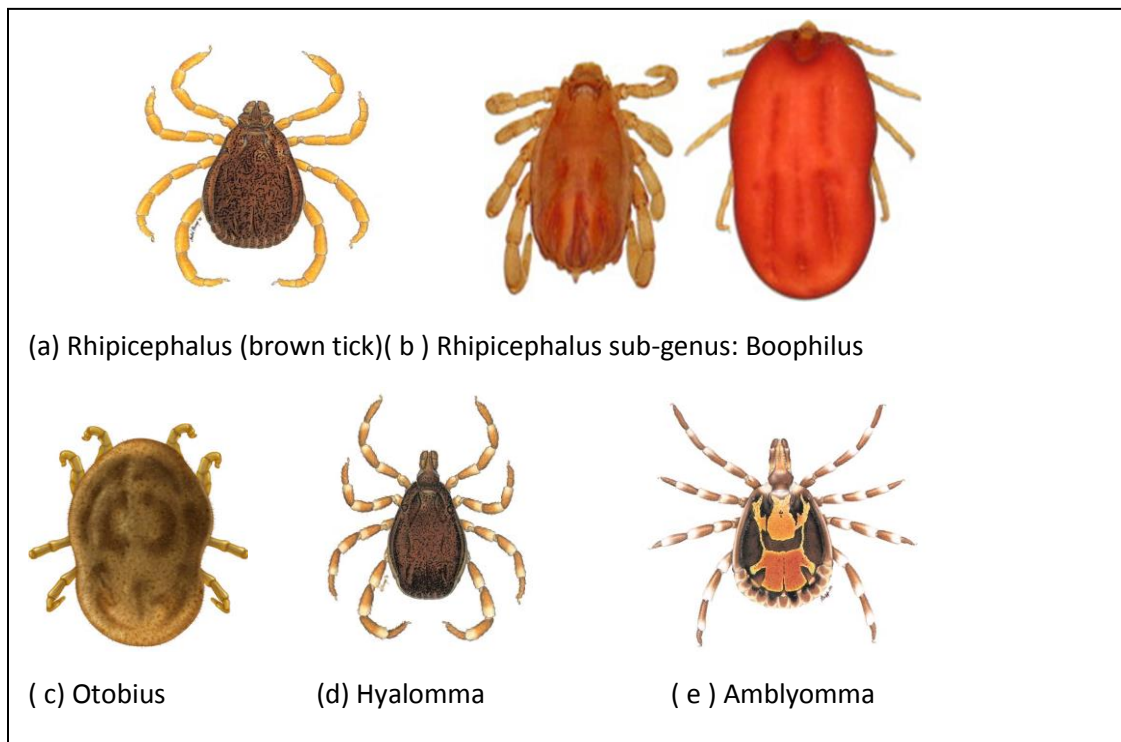 (a) Rhipicephalus (brown tick)( b ) Rhipicephalus sub-genus: Boophilus
( c) Otobius (d) Hyalomma ( e ) Amblyomma